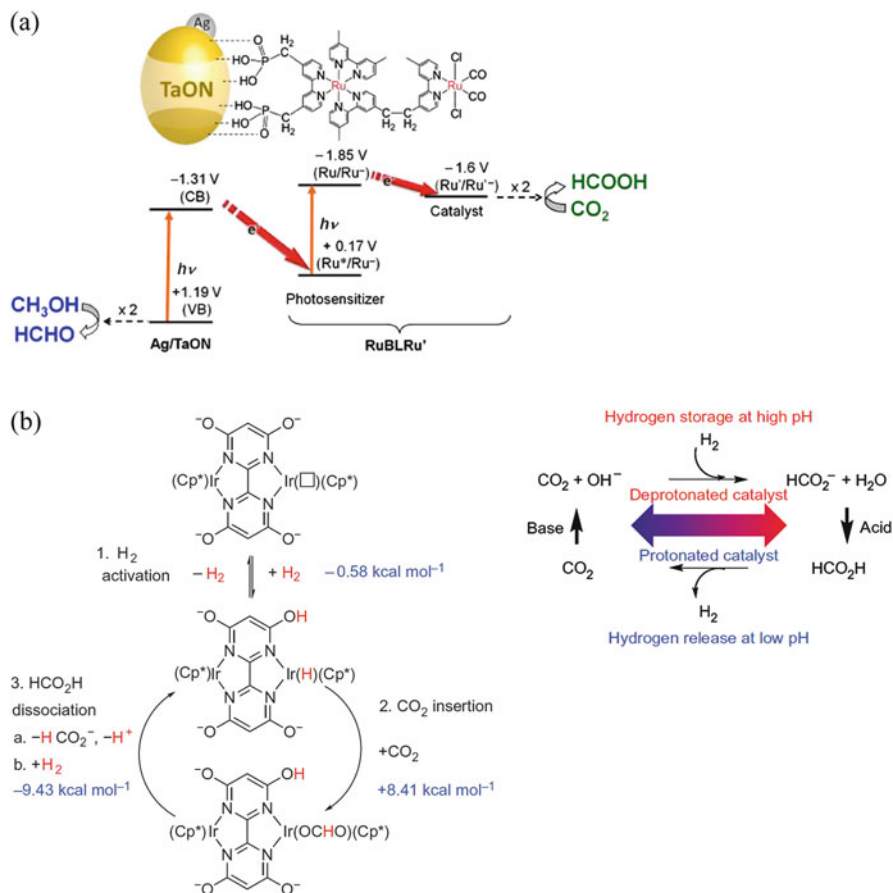 (a)
Ag
TaON
O
HO
HO
P
H₂
C
HO
HO
O
P
C
H₂
N
N
N
N
N
N
Ru
C
H₂
C
H₂
N
N
Cl
Ru
CO
CO
Cl
−1.31 V
(CB)
−1.85 V
(Ru/Ru⁻)
e⁻
−1.6 V
(Ru'/Ru'⁻)
Catalyst
x 2
HCOOH
CO₂
hν
e⁻
hν
+0.17 V
(Ru*/Ru⁻)
Photosensitizer
+1.19 V
(VB)
CH₃OH
HCHO
x 2
Ag/TaON
RuBLRu'
(b)
⁻O O⁻
N N
(Cp*)Ir Ir(□)(Cp*)
N N
⁻O O⁻
1. H₂
activation
− H₂ + H₂ −0.58 kcal mol⁻¹
⁻O OH
N N
(Cp*)Ir Ir(H)(Cp*)
N N
⁻O O⁻
3. HCO₂H
dissociation
a. −HCO₂⁻, −H⁺
b. +H₂
−9.43 kcal mol⁻¹
2. CO₂ insertion
+CO₂
+8.41 kcal mol⁻¹
⁻O OH
N N
(Cp*)Ir Ir(OCHO)(Cp*)
N N
⁻O O⁻
Hydrogen storage at high pH
H₂
CO₂ + OH⁻ HCO₂⁻ + H₂O
Deprotonated catalyst
Base Acid
Protonated catalyst
CO₂ HCO₂H
H₂
Hydrogen release at low pH